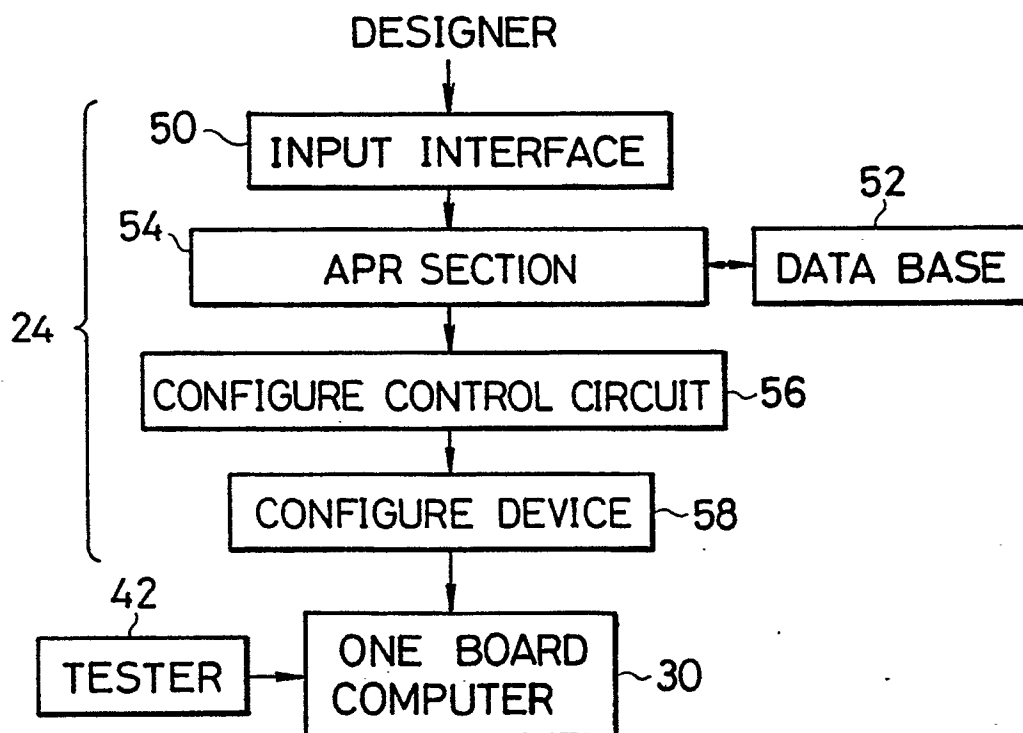 DESIGNER
50
INPUT INTERFACE
54
APR SECTION
52
DATA BASE
24
CONFIGURE CONTROL CIRCUIT
56
CONFIGURE DEVICE
58
42
TESTER
ONE BOARD
COMPUTER
30